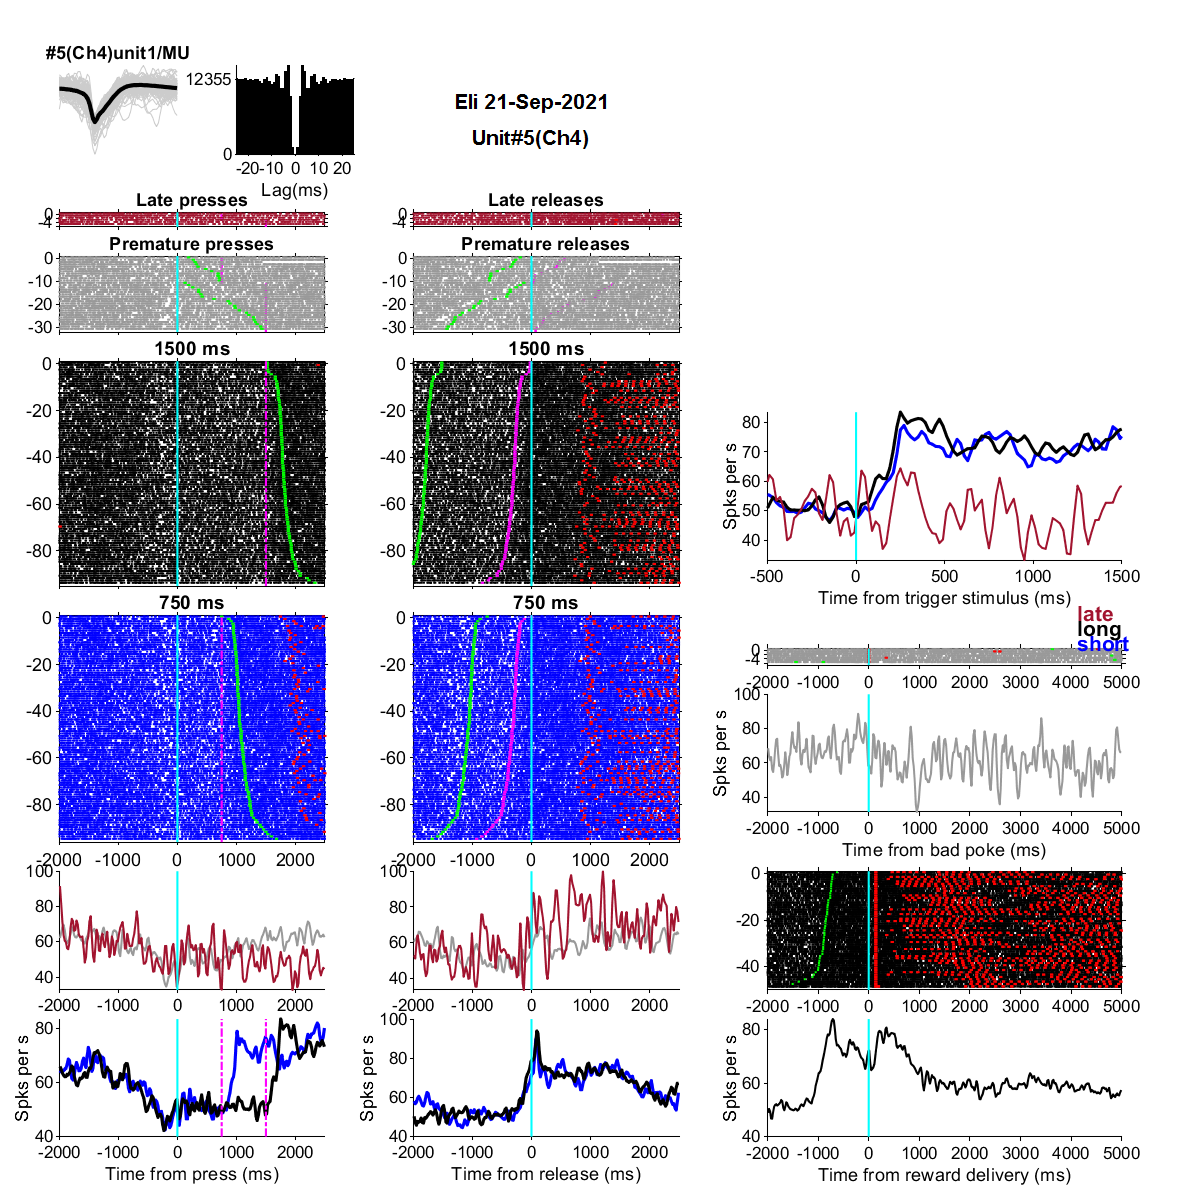 #5(Ch4)unit1/MU
12355
0
-20 -10 0 10 20
Lag(ms)
Eli 21-Sep-2021
Unit#5(Ch4)
Late presses
0
-4
Late releases
0
-4
Premature presses
0
-10
-20
-30
Premature releases
0
-10
-20
-30
1500 ms
0
-20
-40
-60
-80
1500 ms
0
-20
-40
-60
-80
750 ms
0
-20
-40
-60
-80
-2000 -1000 0 1000 2000
750 ms
0
-20
-40
-60
-80
-2000 -1000 0 1000 2000
100
80
60
40
-2000 -1000 0 1000 2000
100
80
60
40
-2000 -1000 0 1000 2000
Spks per s
80
60
40
-2000 -1000 0 1000 2000
Time from press (ms)
Spks per s
100
80
60
40
-2000 -1000 0 1000 2000
Time from release (ms)
Spks per s
80
70
60
50
40
-500 0 500 1000 1500
Time from trigger stimulus (ms)
late
long
short
0
-4
-2000 -1000 0 1000 2000 3000 4000 5000
Spks per s
100
80
60
40
-2000 -1000 0 1000 2000 3000 4000 5000
Time from bad poke (ms)
0
-20
-40
-2000 -1000 0 1000 2000 3000 4000 5000
Spks per s
80
60
40
-2000 -1000 0 1000 2000 3000 4000 5000
Time from reward delivery (ms)